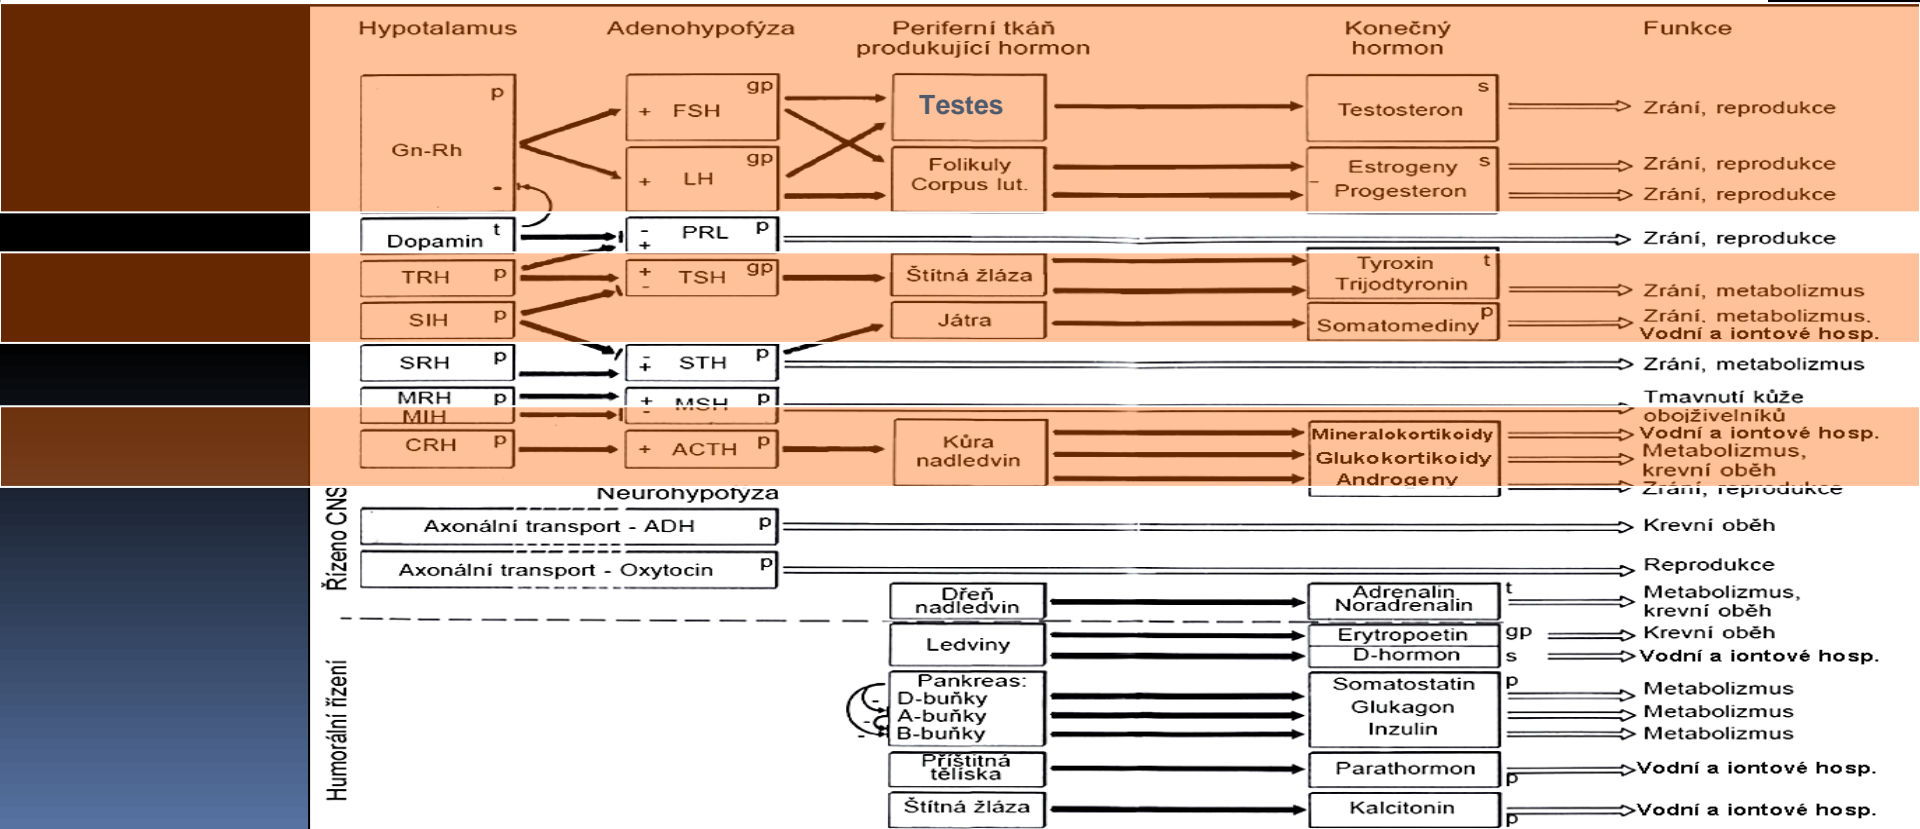 Hypotalamus Adenohypofýza Periferní tkáň Konečný Funkce
produkující hormon hormon
p gp s
+ FSH Testes Testosteron Zrání, reprodukce
Gn-Rh
gp s
+ LH Folikuly Estrogeny Zrání, reprodukce
- Corpus lut. - Progesteron Zrání, reprodukce
Dopamin t - + PRL p Zrání, reprodukce
TRH p + - TSH gp Štítná žláza Tyroxin t
Trijodtyronin Zrání, metabolizmus
SIH p Játra Somatomediny p Zrání, metabolizmus.
Vodní a iontové hosp.
SRH p - + STH p Zrání, metabolizmus
MRH p + - MSH p Tmavnutí kůže
MIH obojživelníků
CRH p + ACTH p Kůra Mineralokortikoidy Vodní a iontové hosp.
nadledvin Glukokortikoidy Metabolizmus,
krevní oběh
Androgeny Zrání, reprodukce
Neurohypofýza
Řízeno CNS
Axonální transport - ADH p Krevní oběh
Axonální transport - Oxytocin p Reprodukce
Dřeň Adrenalin t Metabolizmus,
nadledvin Noradrenalin krevní oběh
Humorální řízení
Ledviny Erytropoetin gp Krevní oběh
D-hormon s Vodní a iontové hosp.
Pankreas: Somatostatin p Metabolizmus
- D-buňky Glukagon Metabolizmus
- A-buňky Inzulin Metabolizmus
- B-buňky
Příštitná Parathormon p Vodní a iontové hosp.
tělíska
Štítná žláza Kalcitonin p Vodní a iontové hosp.